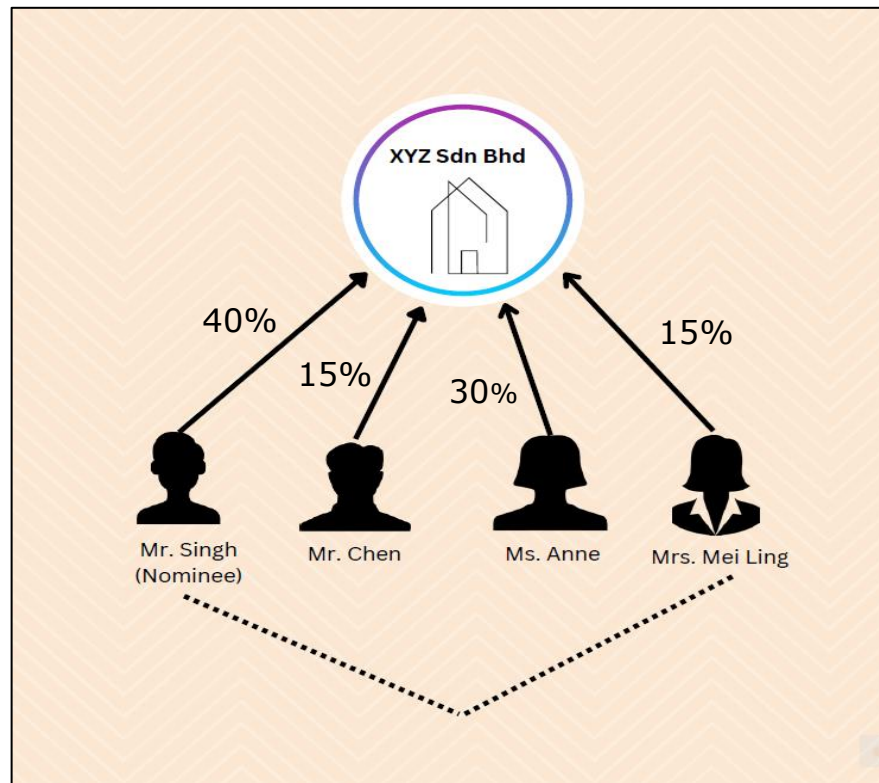 XYZ Sdn Bhd
40%
15%
30%
15%
Mr. Singh
(Nominee)
Mr. Chen
Ms. Anne
Mrs. Mei Ling